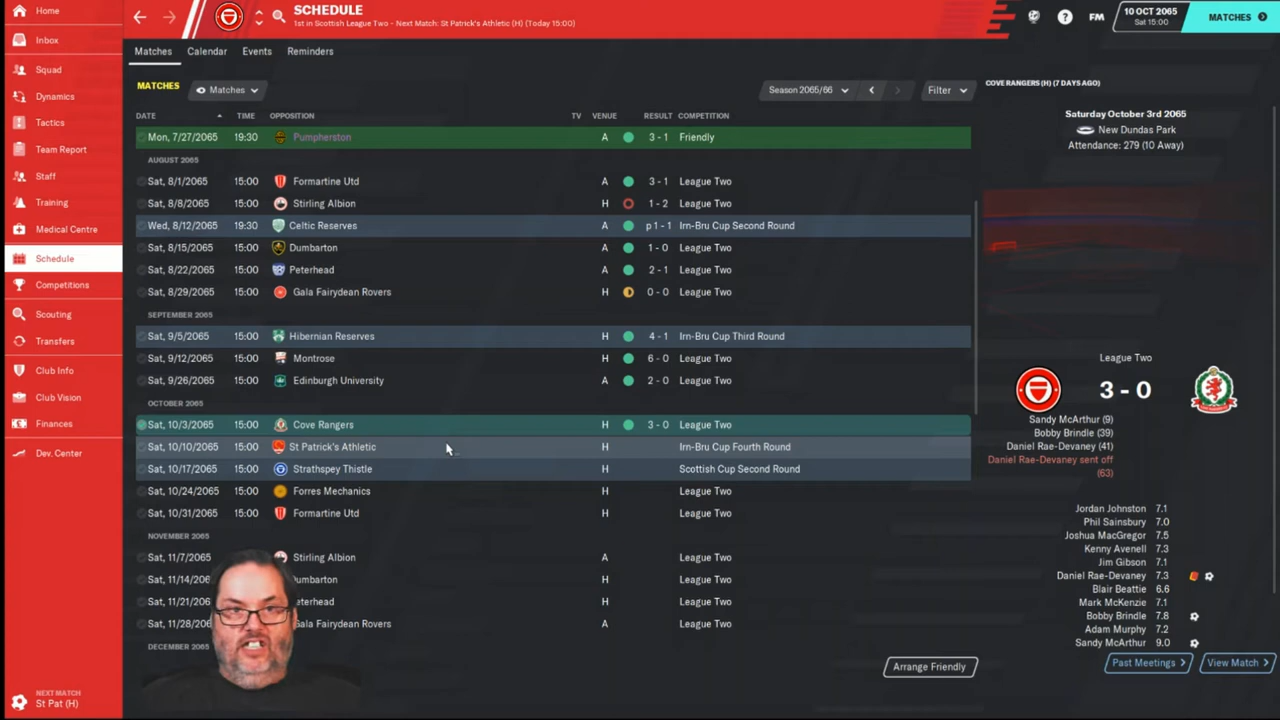 Home
SCHEDULE
1st in Scottish League Two - Next Match: St Patrick's Athletic (H) (Today 15:00)
FM
10 OCT 2065
Sat 15:00
MATCHES
Inbox
Squad
Dynamics
Tactics
Team Report
Staff
Training
Medical Centre
Schedule
Competitions
Scouting
Transfers
Club Info
Club Vision
Finances
Dev. Center
NEXT MATCH
St Pat (H)
Matches Calendar Events Reminders
MATCHES Matches Season 2065/66 Filter
DATE TIME OPPOSITION TV VENUE RESULT COMPETITION
Mon, 7/27/2065 19:30 Pumpherston A 3 - 1 Friendly
AUGUST 2065
Sat, 8/1/2065 15:00 Formartine Utd A 3 - 1 League Two
Sat, 8/8/2065 15:00 Stirling Albion H 1 - 2 League Two
Wed, 8/12/2065 19:30 Celtic Reserves A p 1 - 1 Irn-Bru Cup Second Round
Sat, 8/15/2065 15:00 Dumbarton A 1 - 0 League Two
Sat, 8/22/2065 15:00 Peterhead A 2 - 1 League Two
Sat, 8/29/2065 15:00 Gala Fairydean Rovers H 0 - 0 League Two
SEPTEMBER 2065
Sat, 9/5/2065 15:00 Hibernian Reserves H 4 - 1 Irn-Bru Cup Third Round
Sat, 9/12/2065 15:00 Montrose H 6 - 0 League Two
Sat, 9/26/2065 15:00 Edinburgh University A 2 - 0 League Two
OCTOBER 2065
Sat, 10/3/2065 15:00 Cove Rangers H 3 - 0 League Two
Sat, 10/10/2065 15:00 St Patrick's Athletic H Irn-Bru Cup Fourth Round
Sat, 10/17/2065 15:00 Strathspey Thistle H Scottish Cup Second Round
Sat, 10/24/2065 15:00 Forres Mechanics H League Two
Sat, 10/31/2065 15:00 Formartine Utd H League Two
NOVEMBER 2065
Sat, 11/7/2065 Stirling Albion A League Two
Sat, 11/14/206 umbarton H League Two
Sat, 11/21/206 eterhead H League Two
Sat, 11/28/206 ala Fairydean Rovers A League Two
DECEMBER 2065
Arrange Friendly
COVE RANGERS (H) (7 DAYS AGO)
Saturday October 3rd 2065
New Dundas Park
Attendance: 279 (10 Away)
League Two
3 - 0
Sandy McArthur (9)
Bobby Brindle (39)
Daniel Rae-Devaney (41)
Daniel Rae-Devaney sent off
(63)
Jordan Johnston 7.1
Phil Sainsbury 7.0
Joshua MacGregor 7.5
Kenny Avenell 7.3
Jim Gibson 7.1
Daniel Rae-Devaney 7.3
Blair Beattie 6.6
Mark McKenzie 7.1
Bobby Brindle 7.8
Adam Murphy 7.2
Sandy McArthur 9.0
Past Meetings View Match